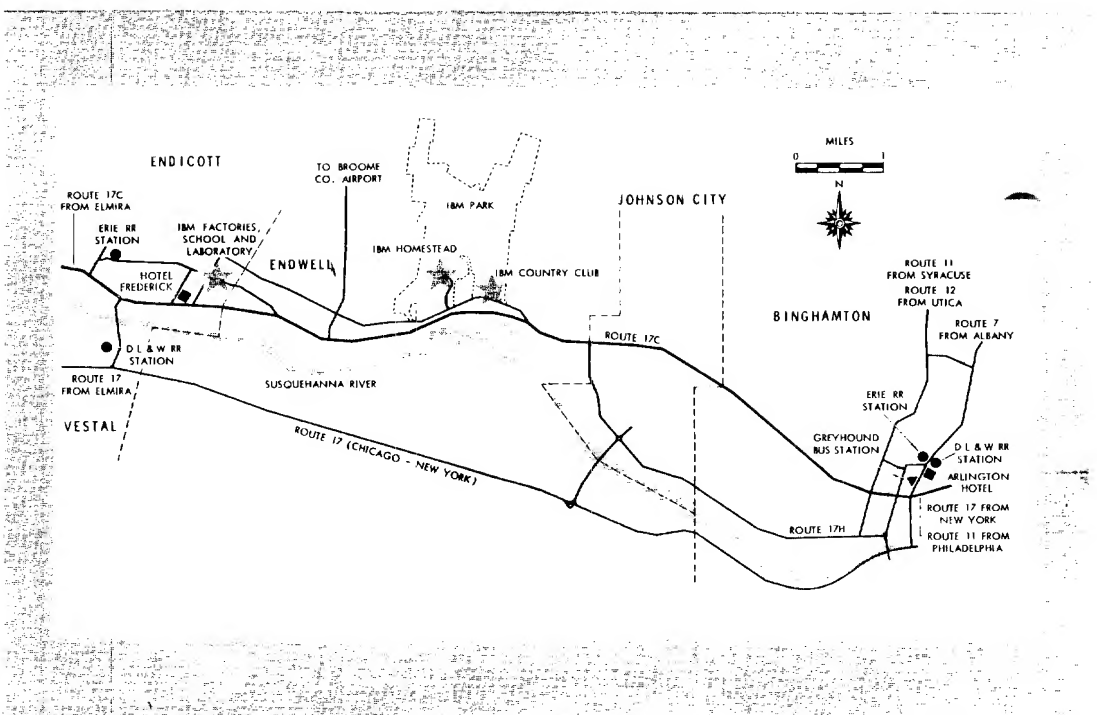 ENDICOTT
TO BROOME
CO. AIRPORT
MILES
0 1
N
ROUTE 17C
FROM ELMIRA
ERIE RR
STATION
IBM FACTORIES,
SCHOOL AND
LABORATORY
HOTEL
FREDERICK
ENDWELL
IBM PARK
IBM HOMESTEAD
IBM COUNTRY CLUB
JOHNSON CITY
ROUTE 11
FROM SYRACUSE
ROUTE 12
FROM UTICA
BINGHAMTON
ROUTE 7
FROM ALBANY
ROUTE 17C
D L & W RR
STATION
ROUTE 17
FROM ELMIRA
SUSQUEHANNA RIVER
VESTAL
ROUTE 17 (CHICAGO - NEW YORK)
ERIE RR
STATION
GREYHOUND
BUS STATION
D L & W RR
STATION
ARLINGTON
HOTEL
ROUTE 17 FROM
NEW YORK
ROUTE 17H
ROUTE 11 FROM
PHILADELPHIA